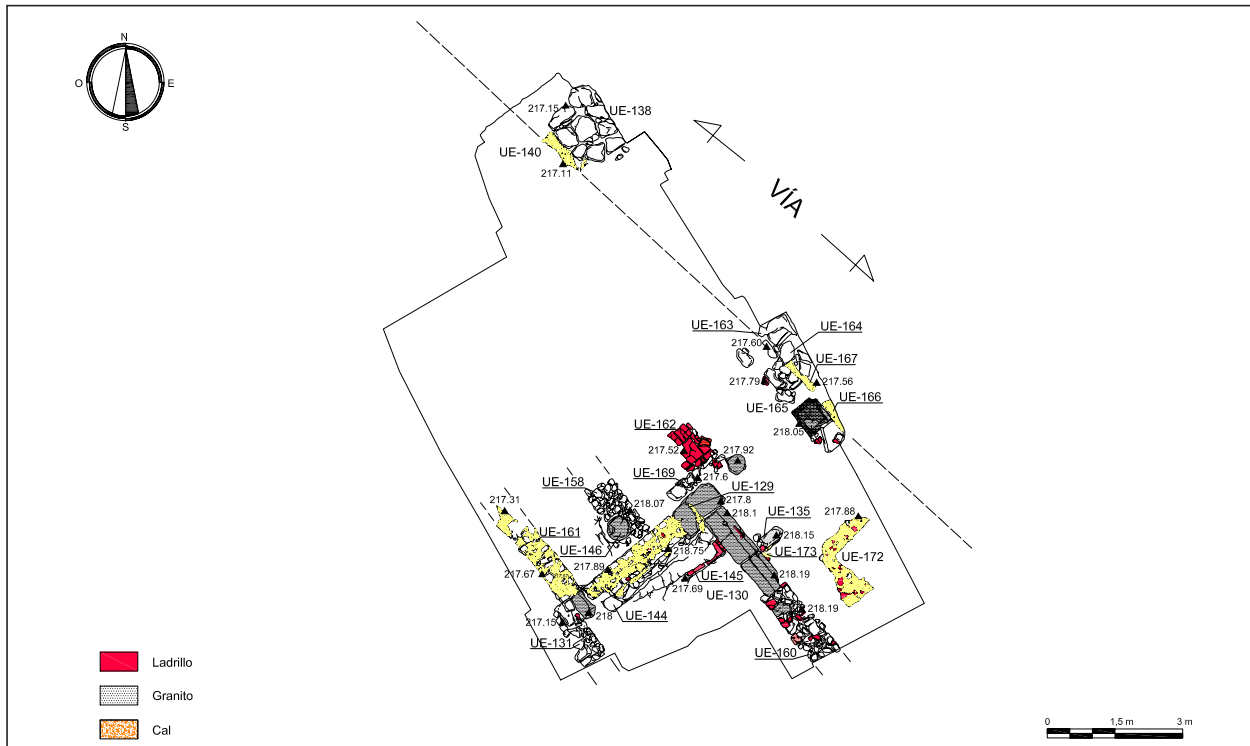 N
O
E
S
217.15
UE-138
UE-140
217.11
VÍA
UE-163
UE-164
217.60
UE-167
217.79
217.56
UE-165
UE-166
218.05
UE-162
217.52
217.92
UE-169
217.6
UE-129
UE-158
217.8
218.07
218.1
UE-135
217.31
217.88
UE-161
218.15
UE-146
218.75
UE-173
UE-172
217.89
217.67
217.69
UE-145
218.19
UE-130
UE-144
218
218.19
217.15
UE-131
UE-160
Ladrillo
Granito
Cal
0
1,5 m
3 m